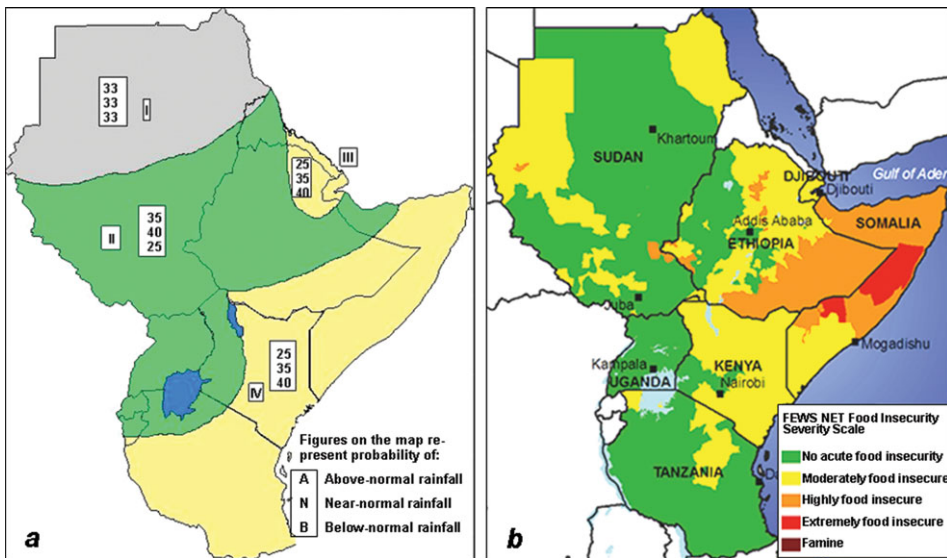 33
33
33
I
III
25
35
40
II
35
40
25
25
35
40
IV
Figures on the map re-
present probability of:
A Above-normal rainfall
N Near-normal rainfall
B Below-normal rainfall
a
Khartoum
SUDAN
DJIBOUTI
Djibouti
Gulf of Aden
Addis Ababa
ETHIOPIA
SOMALIA
Juba
Mogadishu
Kampala
UGANDA
KENYA
Nairobi
TANZANIA
FEWS NET Food Insecurity
Severity Scale
No acute food insecurity
Moderately food insecure
Highly food insecure
Extremely food insecure
Famine
b